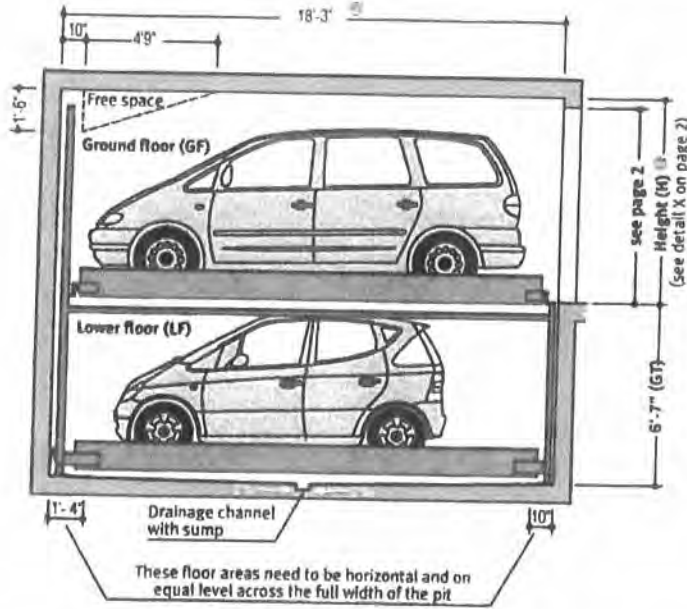 18'-3"
10"
4'9"
1'-6"
Free space
Ground floor (GF)
see page 2
Height (H)
(see detail X on page 2)
Lower floor (LF)
6'-7" (GT)
1'-4"
Drainage channel
with sump
10"
These floor areas need to be horizontal and on
equal level across the full width of the pit